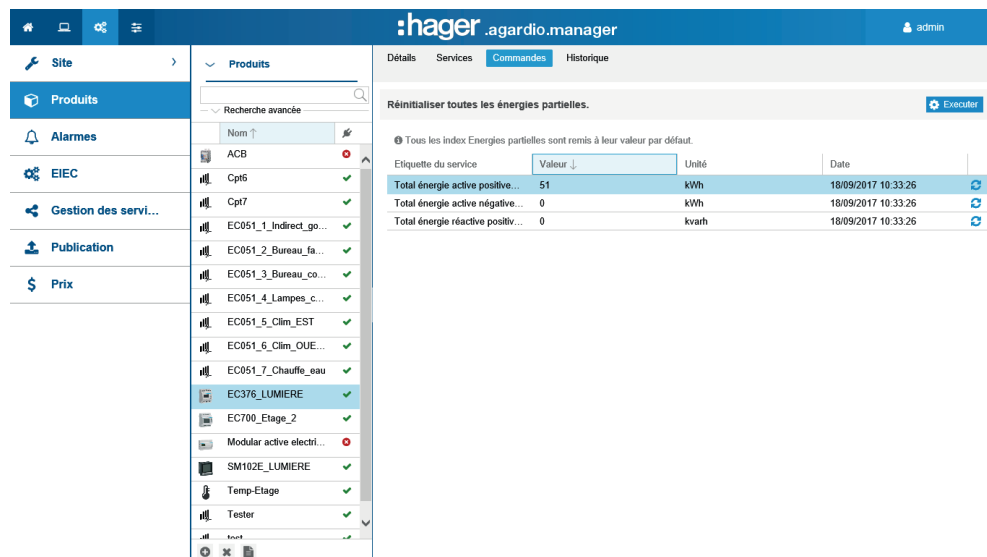 :hager .agardio.manager
admin
Site
Produits
Alarmes
EIEC
Gestion des servi...
Publication
Prix
Produits
Recherche avancée
Nom ↑
ACB
Cpt6
Cpt7
EC051_1_Indirect_go...
EC051_2_Bureau_fa...
EC051_3_Bureau_co...
EC051_4_Lampes_c...
EC051_5_Clim_EST
EC051_6_Clim_OUE...
EC051_7_Chauffe_eau
EC376_LUMIERE
EC700_Etage_2
Modular active electri...
SM102E_LUMIERE
Temp-Etage
Tester
test
Détails Services Commandes Historique
Réinitialiser toutes les énergies partielles. Executer
Tous les index Energies partielles sont remis à leur valeur par défaut.
Etiquette du service Valeur ↓ Unité Date
Total énergie active positive... 51 kWh 18/09/2017 10:33:26
Total énergie active négative... 0 kWh 18/09/2017 10:33:26
Total énergie réactive positiv... 0 kvarh 18/09/2017 10:33:26